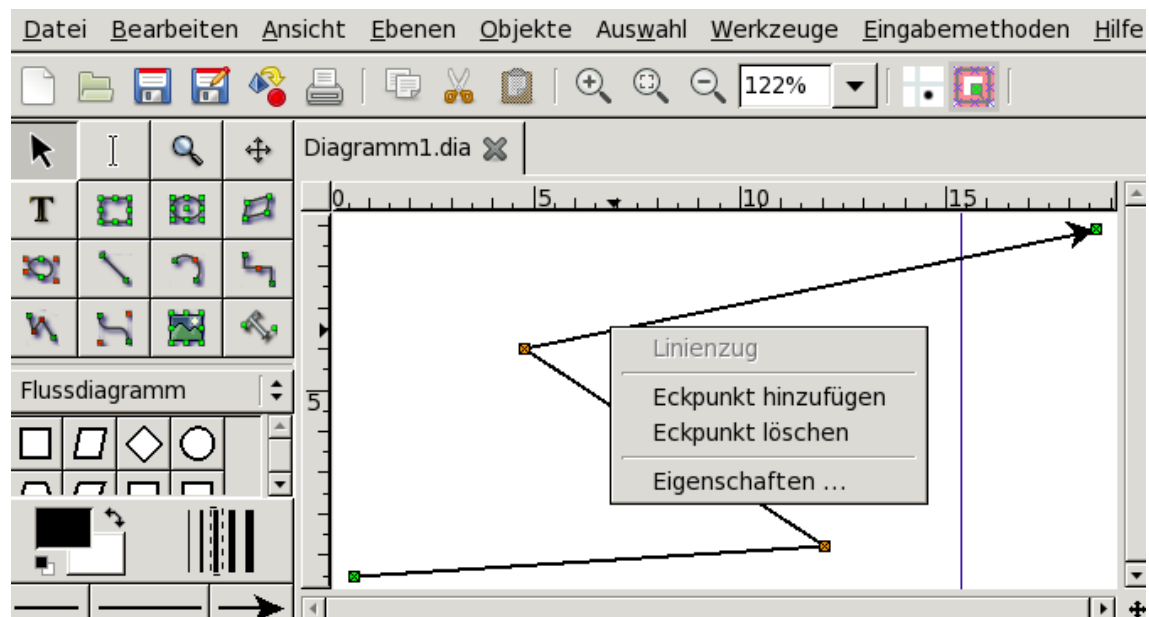 Datei Bearbeiten Ansicht Ebenen Objekte Auswahl Werkzeuge Eingabemethoden Hilfe
122%
Diagramm1.dia
T
0 5 10 15
Linienzug
Flussdiagramm
5
Eckpunkt hinzufügen
Eckpunkt löschen
Eigenschaften ...